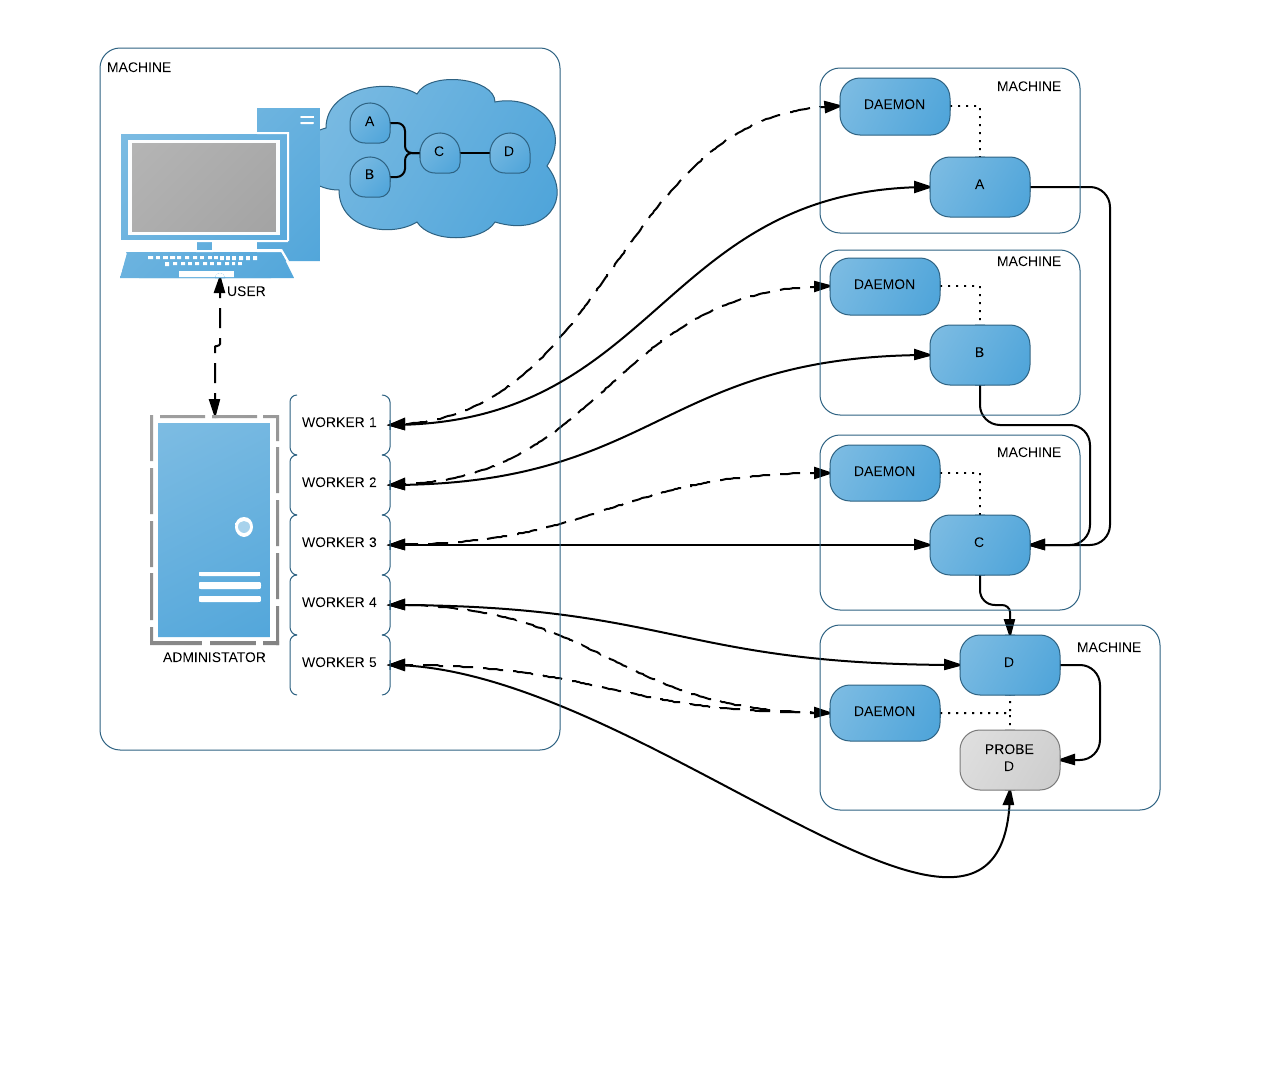 MACHINE
A
B
C
D
USER
WORKER 1
WORKER 2
WORKER 3
WORKER 4
WORKER 5
ADMINISTATOR
MACHINE
DAEMON
A
MACHINE
DAEMON
B
MACHINE
DAEMON
C
MACHINE
D
DAEMON
PROBE
D